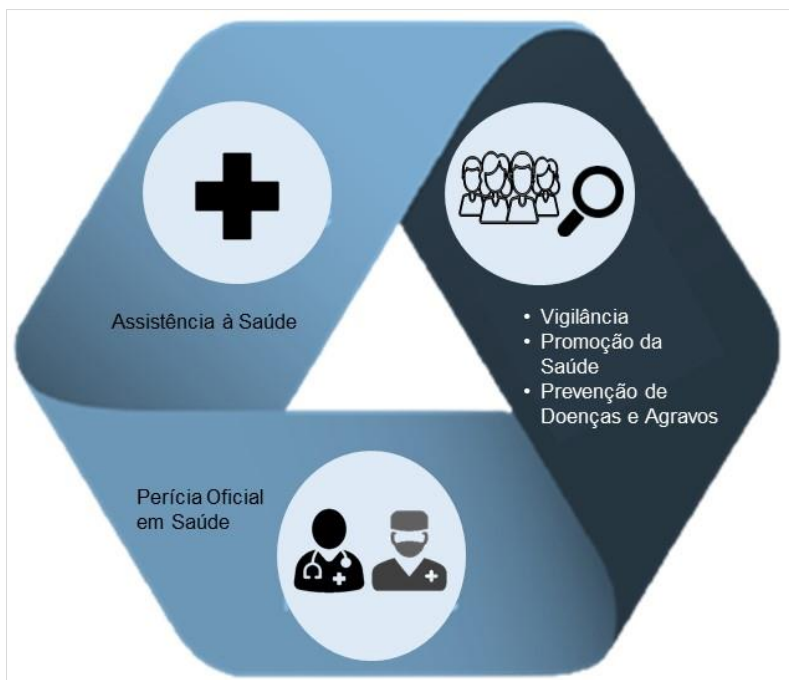 Assistência à Saúde
• Vigilância
• Promoção da
Saúde
• Prevenção de
Doenças e Agravos
Perícia Oficial
em Saúde